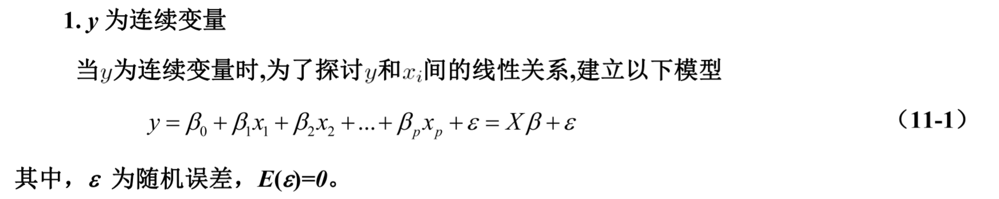 1. y 为连续变量
当y为连续变量时,为了探讨y和xᵢ间的线性关系,建立以下模型
y = β₀ + β₁x₁ + β₂x₂ + ... + βₚxₚ + ε = Xβ + ε （11-1）
其中，ε 为随机误差，E(ε)=0。